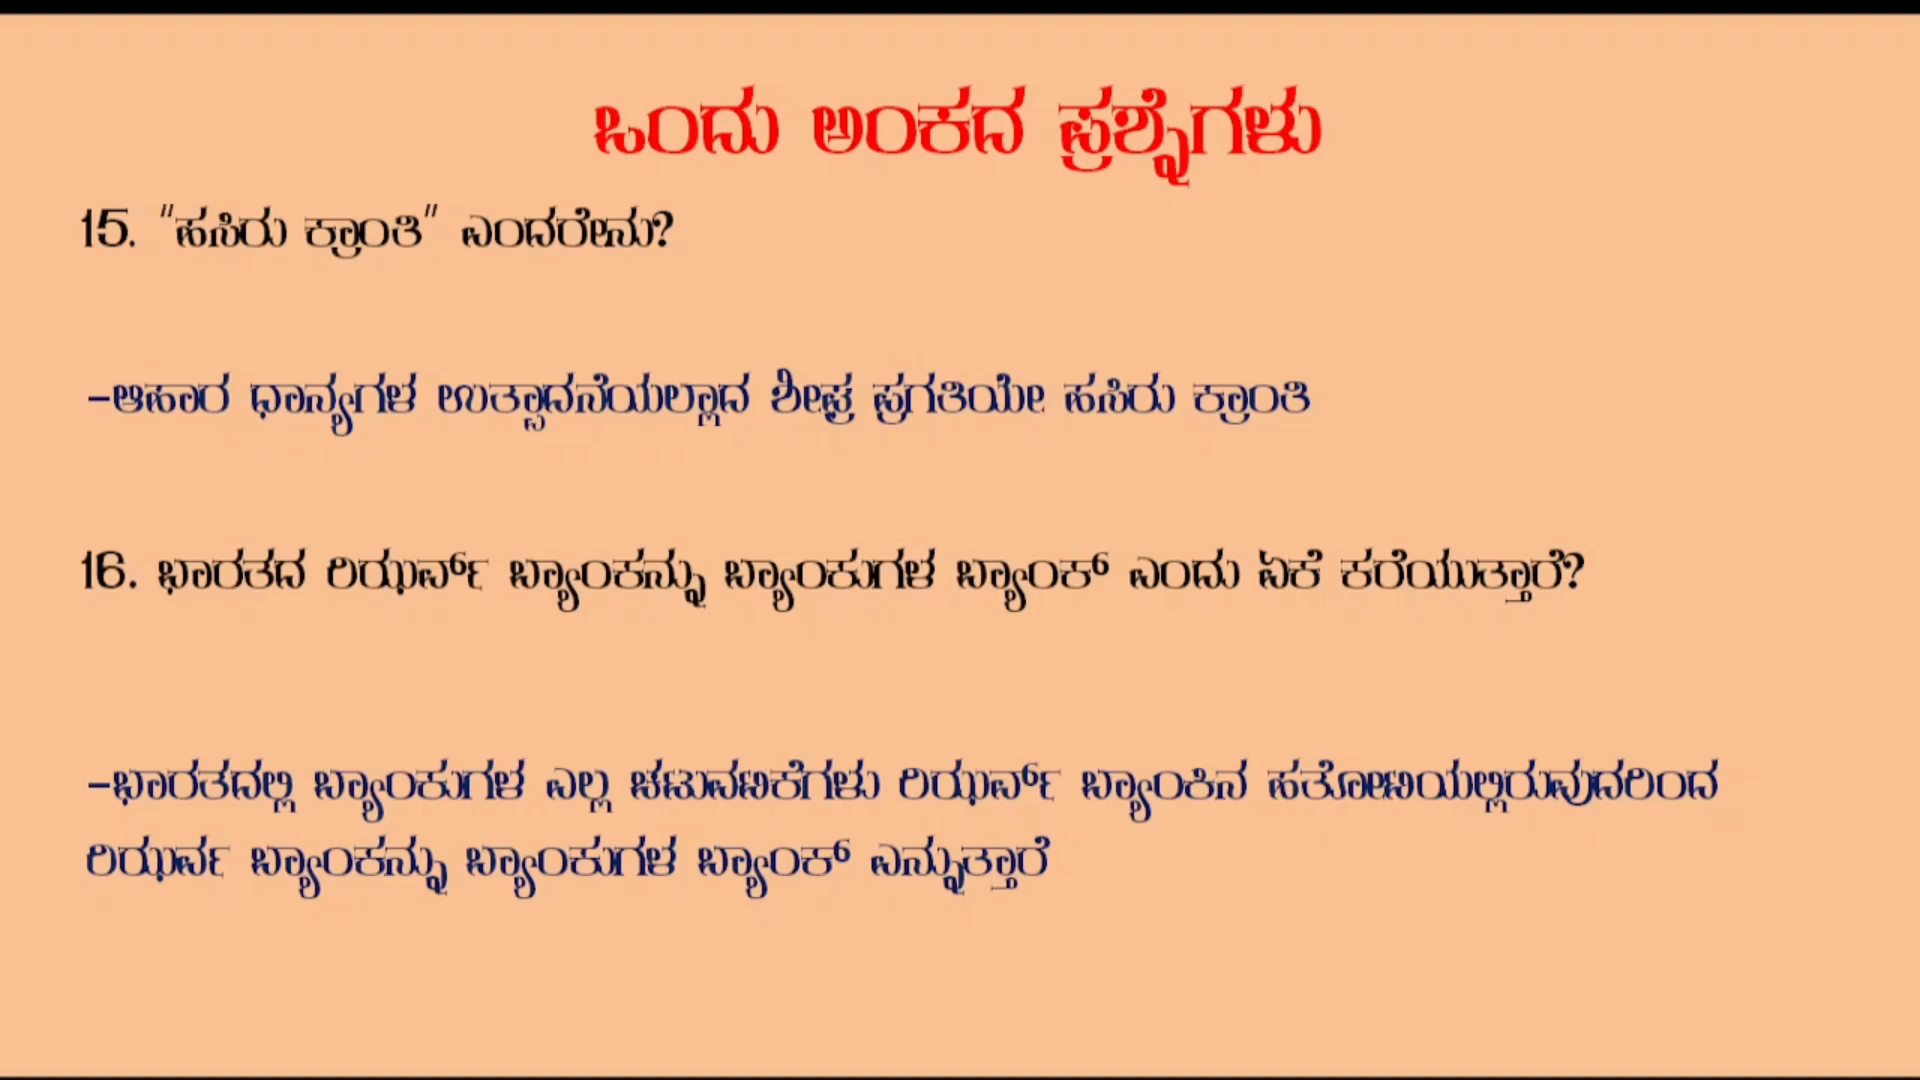 ಒಂದು ಅಂಕದ ಪ್ರಶ್ನೆಗಳು
15. "ಹಸಿರು ಕ್ರಾಂತಿ" ಎಂದರೇನು?
-ಆಹಾರ ಧಾನ್ಯಗಳ ಉತ್ಪಾದನೆಯಲ್ಲಾದ ಶೀಘ್ರ ಪ್ರಗತಿಯೇ ಹಸಿರು ಕ್ರಾಂತಿ
16. ಭಾರತದ ರಿಝರ್ವ್ ಬ್ಯಾಂಕನ್ನು ಬ್ಯಾಂಕುಗಳ ಬ್ಯಾಂಕ್ ಎಂದು ಏಕೆ ಕರೆಯುತ್ತಾರೆ?
-ಭಾರತದಲ್ಲಿ ಬ್ಯಾಂಕುಗಳ ಎಲ್ಲ ಚಟುವಣಿಕೆಗಳು ರಿಝರ್ವ್ ಬ್ಯಾಂಕಿನ ಹತೋಣಿಯಲ್ಲಿರುವುದರಿಂದ
ರಿಝರ್ವ ಬ್ಯಾಂಕನ್ನು ಬ್ಯಾಂಕುಗಳ ಬ್ಯಾಂಕ್ ಎನ್ನುತ್ತಾರೆ